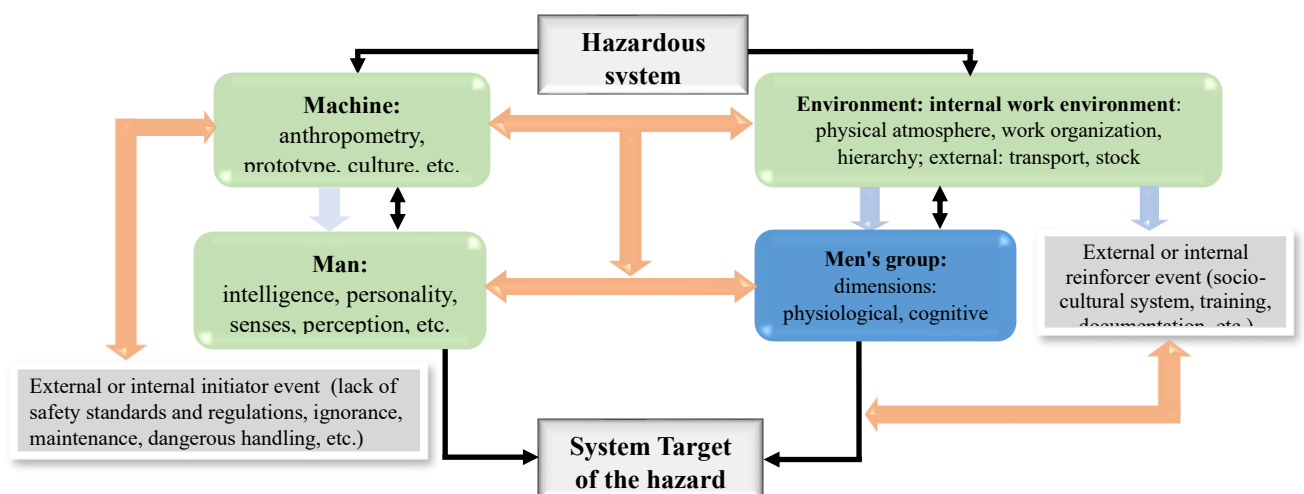 Hazardous
system
Machine:
anthropometry,
prototype, culture, etc.
Environment: internal work environment:
physical atmosphere, work organization,
hierarchy; external: transport, stock
Man:
intelligence, personality,
senses, perception, etc.
Men's group:
dimensions:
physiological, cognitive
External or internal
reinforcer event (socio-
cultural system, training,
documentation, etc.)
External or internal initiator event (lack of
safety standards and regulations, ignorance,
maintenance, dangerous handling, etc.)
System Target
of the hazard